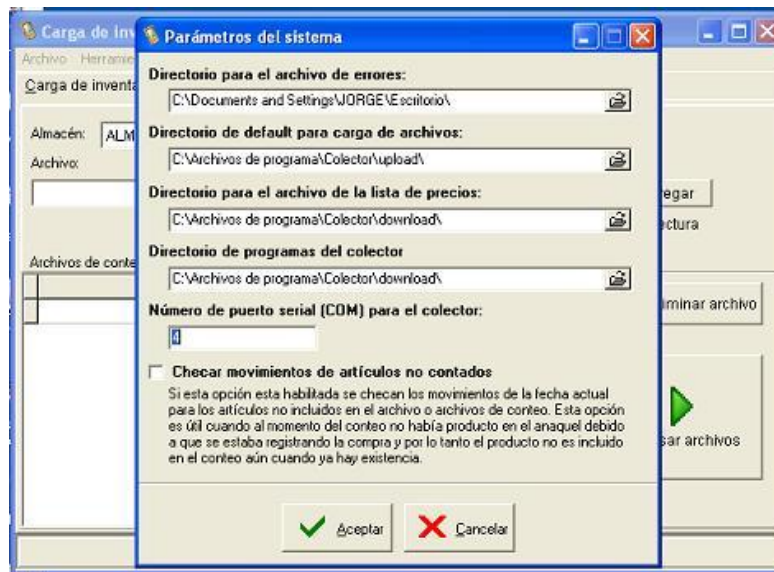 Carga de Inv
Parámetros del sistema
Archivo Herramie
Carga de inventa
Directorio para el archivo de errores:
C:\Documents and Settings\JORGE\Escritorio\
Almacén: ALM
Directorio de default para carga de archivos:
Archivo:
C:\Archivos de programa\Colector\upload\
Directorio para el archivo de la lista de precios:
egar
C:\Archivos de programa\Colector\download\
ectura
Directorio de programas del colector
Archivos de conte
C:\Archivos de programa\Colector\download\
iminar archivo
Número de puerto serial (COM) para el colector:
4
Checar movimientos de artículos no contados
Si esta opción esta habilitada se checan los movimientos de la fecha actual
para los artículos no incluidos en el archivo o archivos de conteo. Esta opción
es útil cuando al momento del conteo no había producto en el anaquel debido
a que se estaba registrando la compra y por lo tanto el producto no es incluido
en el conteo aún cuando ya hay existencia.
sar archivos
Aceptar
Cancelar